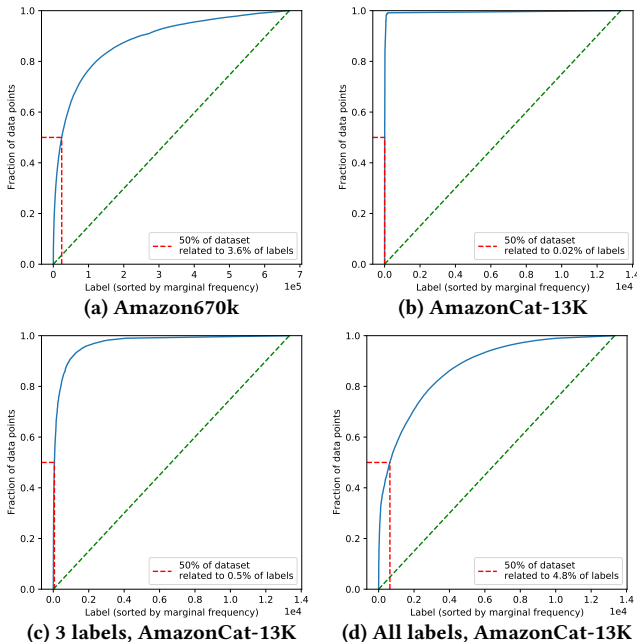 1.0
0.8
0.6
0.4
0.2
0.0
Fraction of data points
50% of dataset
related to 3.6% of labels
0 1 2 3 4 5 6 7
1e5
Label (sorted by marginal frequency)
(a) Amazon670k
1.0
0.8
0.6
0.4
0.2
0.0
Fraction of data points
50% of dataset
related to 0.02% of labels
0.0 0.2 0.4 0.6 0.8 1.0 1.2 1.4
1e4
Label (sorted by marginal frequency)
(b) AmazonCat-13K
1.0
0.8
0.6
0.4
0.2
0.0
Fraction of data points
50% of dataset
related to 0.5% of labels
0.0 0.2 0.4 0.6 0.8 1.0 1.2 1.4
1e4
Label (sorted by marginal frequency)
(c) 3 labels, AmazonCat-13K
1.0
0.8
0.6
0.4
0.2
0.0
Fraction of data points
50% of dataset
related to 4.8% of labels
0.0 0.2 0.4 0.6 0.8 1.0 1.2 1.4
1e4
Label (sorted by marginal frequency)
(d) All labels, AmazonCat-13K